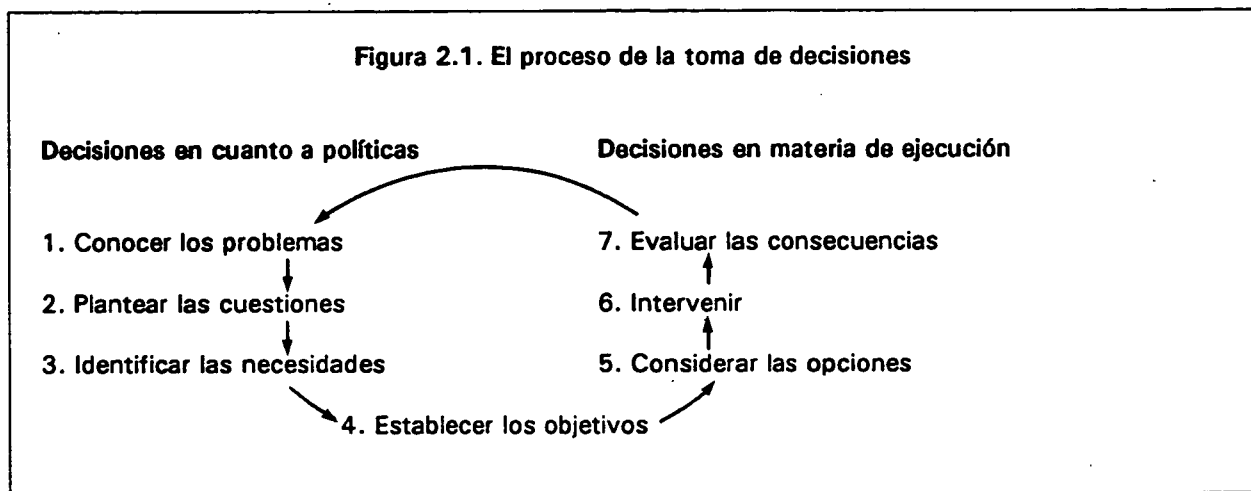 Figura 2.1. El proceso de la toma de decisiones
Decisiones en cuanto a políticas
Decisiones en materia de ejecución
1. Conocer los problemas
2. Plantear las cuestiones
3. Identificar las necesidades
4. Establecer los objetivos
5. Considerar las opciones
6. Intervenir
7. Evaluar las consecuencias